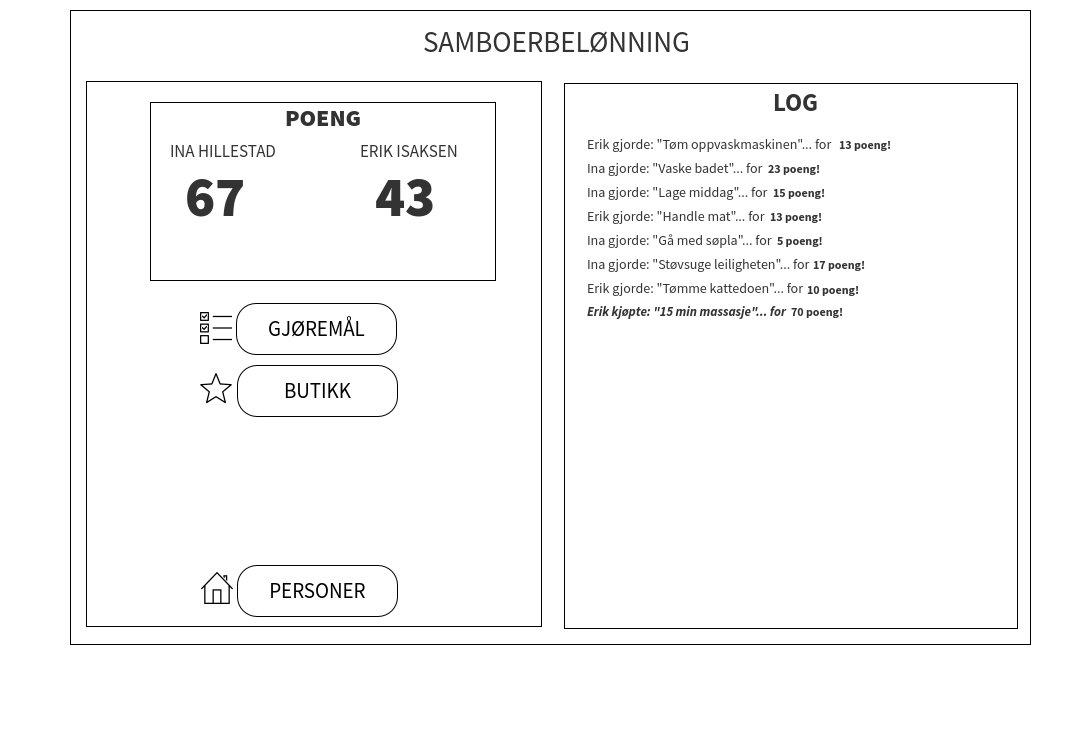 SAMBOERBELØNNING
POENG
INA HILLESTAD
ERIK ISAKSEN
67
43
GJØREMÅL
BUTIKK
PERSONER
LOG
Erik gjorde: "Tøm oppvaskmaskinen"... for 13 poeng!
Ina gjorde: "Vaske badet"... for 23 poeng!
Ina gjorde: "Lage middag"... for 15 poeng!
Erik gjorde: "Handle mat"... for 13 poeng!
Ina gjorde: "Gå med søpla"... for 5 poeng!
Ina gjorde: "Støvsuge leiligheten"... for 17 poeng!
Erik gjorde: "Tømme kattedoen"... for 10 poeng!
Erik kjøpte: "15 min massasje"... for 70 poeng!